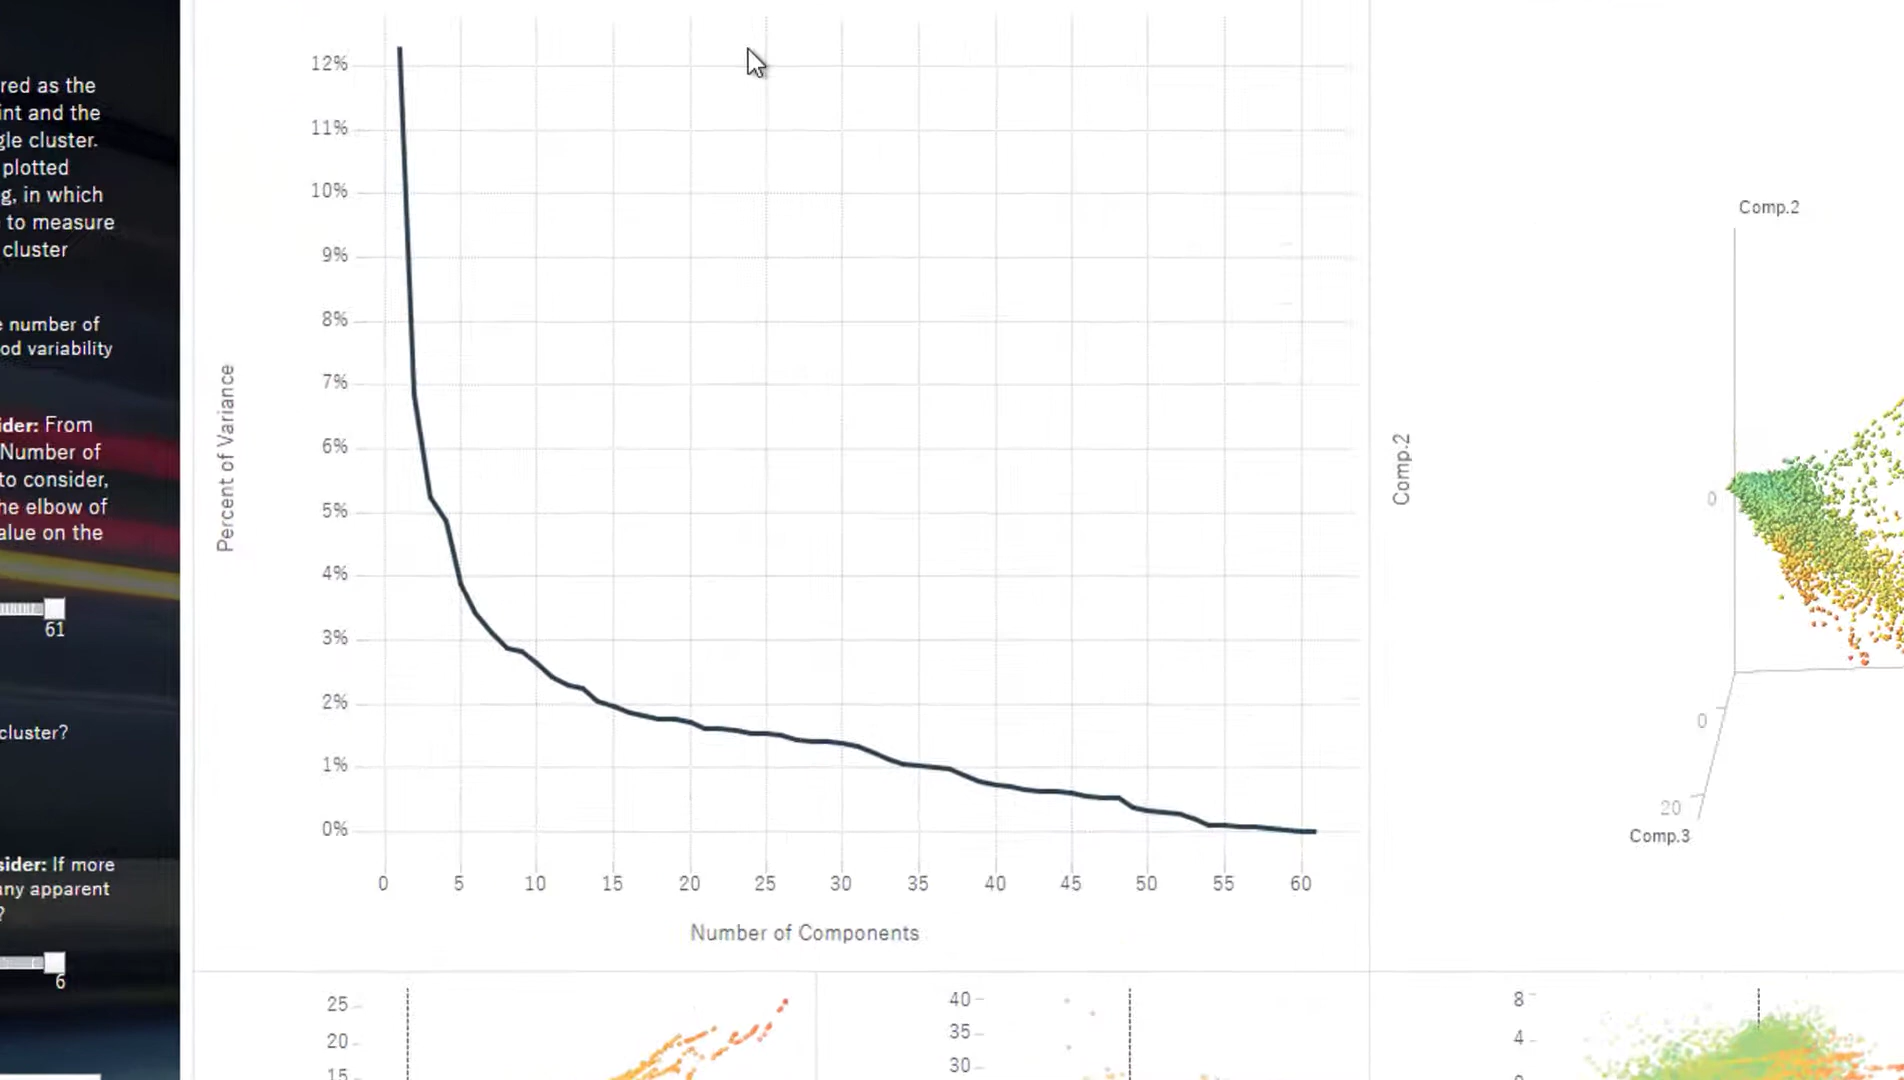 red as the
int and the
gle cluster.
plotted
g, in which
to measure
cluster
number of
od variability
ider: From
Number of
to consider,
he elbow of
alue on the
61
cluster?
sider: If more
any apparent
?
6
Percent of Variance
12%
11%
10%
9%
8%
7%
6%
5%
4%
3%
2%
1%
0%
0 5 10 15 20 25 30 35 40 45 50 55 60
Number of Components
Comp.2
Comp.2
0
0
20
Comp.3
25
20
15
40
35
30
8
4